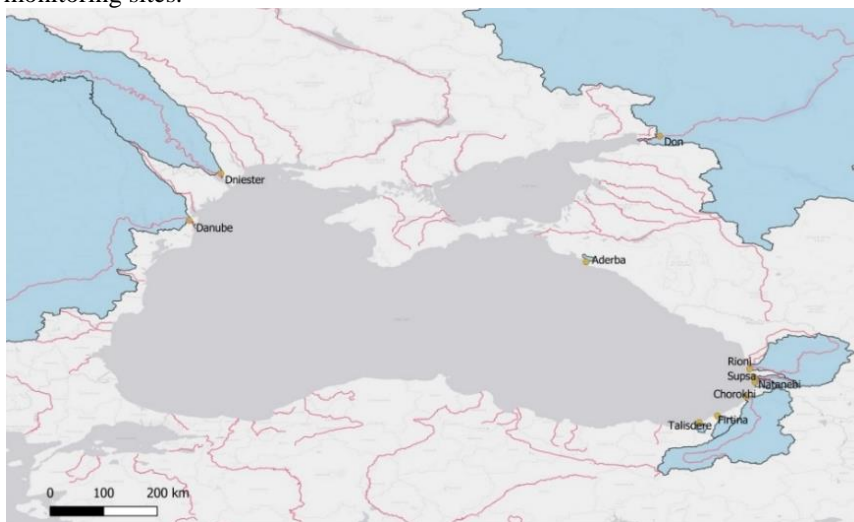 monitoring sites.
Don
Dniester
Danube
Aderba
Rioni
Supsa
Natanebi
Chorokhi
Firtina
Talisdere
0 100 200 km